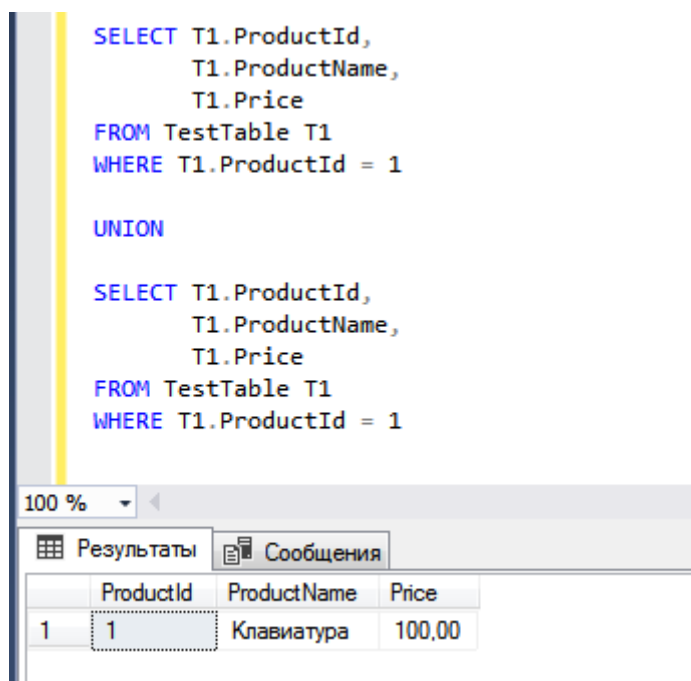 SELECT T1.ProductId,
T1.ProductName,
T1.Price
FROM TestTable T1
WHERE T1.ProductId = 1
UNION
SELECT T1.ProductId,
T1.ProductName,
T1.Price
FROM TestTable T1
WHERE T1.ProductId = 1
100 %
Результаты Сообщения
ProductId ProductName Price
1 1 Клавиатура 100,00